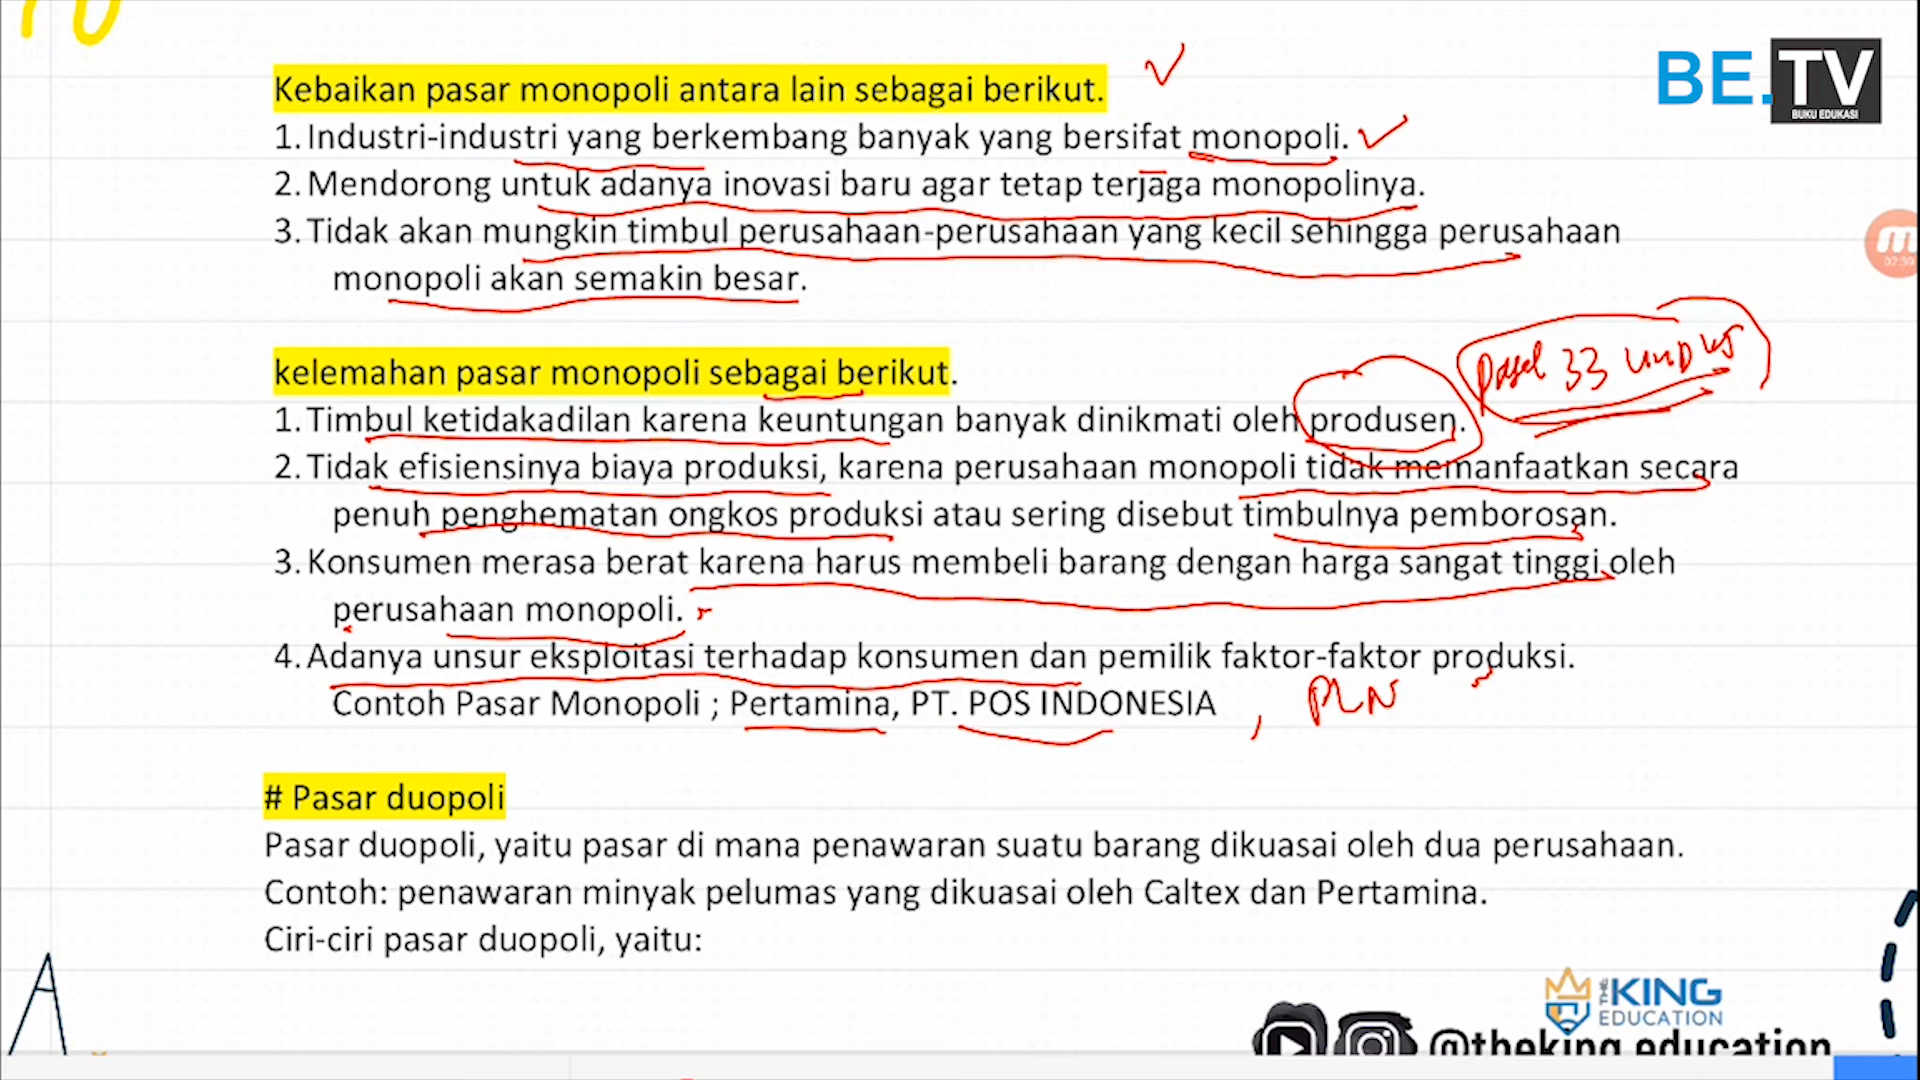 BE.TV
BUKU EDUKASI
Kebaikan pasar monopoli antara lain sebagai berikut.
1. Industri-industri yang berkembang banyak yang bersifat monopoli.
2. Mendorong untuk adanya inovasi baru agar tetap terjaga monopolinya.
3. Tidak akan mungkin timbul perusahaan-perusahaan yang kecil sehingga perusahaan
monopoli akan semakin besar.
Pasal 33 UUD 45
kelemahan pasar monopoli sebagai berikut.
1. Timbul ketidakadilan karena keuntungan banyak dinikmati oleh produsen.
2. Tidak efisiensinya biaya produksi, karena perusahaan monopoli tidak memanfaatkan secara
penuh penghematan ongkos produksi atau sering disebut timbulnya pemborosan.
3. Konsumen merasa berat karena harus membeli barang dengan harga sangat tinggi oleh
perusahaan monopoli.
4. Adanya unsur eksploitasi terhadap konsumen dan pemilik faktor-faktor produksi.
Contoh Pasar Monopoli ; Pertamina, PT. POS INDONESIA , PLN
# Pasar duopoli
Pasar duopoli, yaitu pasar di mana penawaran suatu barang dikuasai oleh dua perusahaan.
Contoh: penawaran minyak pelumas yang dikuasai oleh Caltex dan Pertamina.
Ciri-ciri pasar duopoli, yaitu:
A
THE KING
EDUCATION
@theking.education